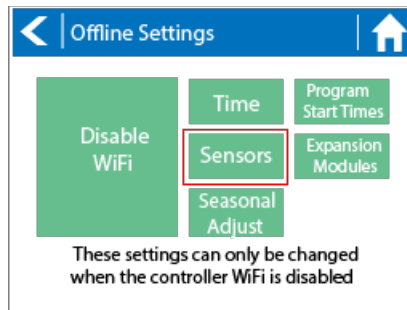 Offline Settings
Disable
WiFi
Time
Program
Start Times
Sensors
Expansion
Modules
Seasonal
Adjust
These settings can only be changed
when the controller WiFi is disabled